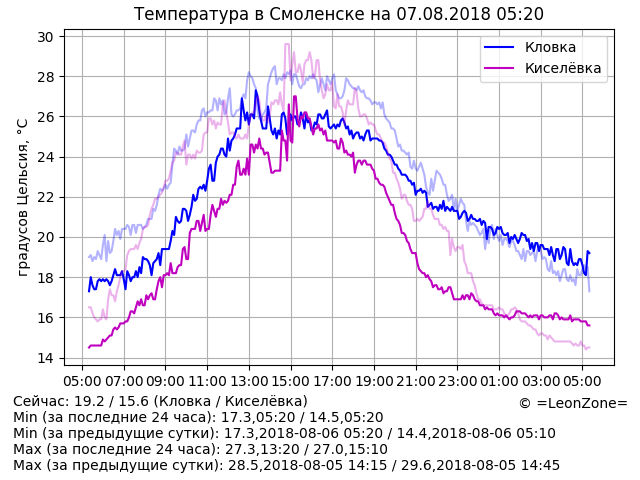 Температура в Смоленске на 07.08.2018 05:20
Кловка
Киселёвка
градусов Цельсия, °C
30
28
26
24
22
20
18
16
14
05:00 07:00 09:00 11:00 13:00 15:00 17:00 19:00 21:00 23:00 01:00 03:00 05:00
Сейчас: 19.2 / 15.6 (Кловка / Киселёвка)
© =LeonZone=
Min (за последние 24 часа): 17.3,05:20 / 14.5,05:20
Min (за предыдущие сутки): 17.3,2018-08-06 05:20 / 14.4,2018-08-06 05:10
Max (за последние 24 часа): 27.3,13:20 / 27.0,15:10
Max (за предыдущие сутки): 28.5,2018-08-05 14:15 / 29.6,2018-08-05 14:45